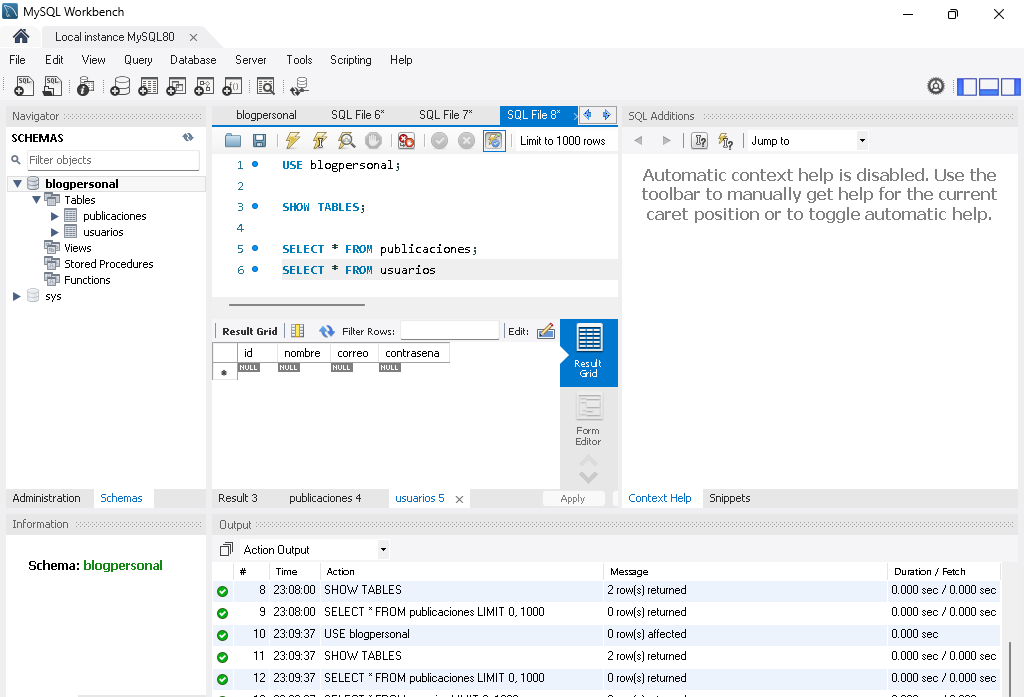 MySQL Workbench
Local instance MySQL80
File Edit View Query Database Server Tools Scripting Help
Navigator
SCHEMAS
Filter objects
blogpersonal
Tables
publicaciones
usuarios
Views
Stored Procedures
Functions
sys
Administration Schemas
Information
Schema: blogpersonal
blogpersonal SQL File 6* SQL File 7* SQL File 8*
Limit to 1000 rows
1 USE blogpersonal;
2
3 SHOW TABLES;
4
5 SELECT * FROM publicaciones;
6 SELECT * FROM usuarios
Result Grid Filter Rows: Edit:
id nombre correo contrasena
NULL NULL NULL NULL
Result
Grid
Form
Editor
Result 3 publicaciones 4 usuarios 5 Apply
SQL Additions
Jump to
Automatic context help is disabled. Use the
toolbar to manually get help for the current
caret position or to toggle automatic help.
Context Help Snippets
Output
Action Output
# Time Action Message Duration / Fetch
8 23:08:00 SHOW TABLES 2 row(s) returned 0.000 sec / 0.000 sec
9 23:08:00 SELECT * FROM publicaciones LIMIT 0, 1000 0 row(s) returned 0.000 sec / 0.000 sec
10 23:09:37 USE blogpersonal 0 row(s) affected 0.000 sec
11 23:09:37 SHOW TABLES 2 row(s) returned 0.000 sec / 0.000 sec
12 23:09:37 SELECT * FROM publicaciones LIMIT 0, 1000 0 row(s) returned 0.000 sec / 0.000 sec